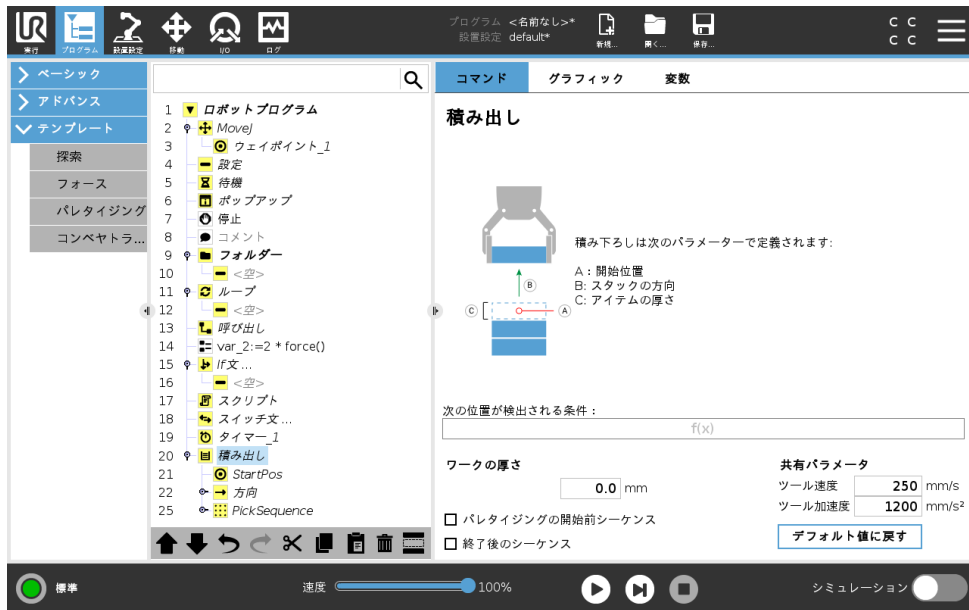 UR
プログラム <名前なし>*
設置設定 default*
実行 プログラム 設置設定 移動 I/O ログ
新規... 開く... 保存...
C C
C C
ベーシック
アドバンス
テンプレート
探索
フォース
パレタイジング
コンベヤトラ...
1 ロボットプログラム
2 MoveJ
3 ウェイポイント_1
4 設定
5 待機
6 ポップアップ
7 停止
8 コメント
9 フォルダー
10 <空>
11 ループ
12 <空>
13 呼び出し
14 var_2:=2 * force()
15 If文 ...
16 <空>
17 スクリプト
18 スイッチ文 ...
19 タイマー_1
20 積み出し
21 StartPos
22 方向
25 PickSequence
コマンド グラフィック 変数
積み出し
積み下ろしは次のパラメーターで定義されます:
A : 開始位置
B: スタックの方向
C: アイテムの厚さ
B
C
A
次の位置が検出される条件 :
f(x)
ワークの厚さ
0.0 mm
パレタイジングの開始前シーケンス
終了後のシーケンス
共有パラメータ
ツール速度 250 mm/s
ツール加速度 1200 mm/s²
デフォルト値に戻す
標準
速度 100%
シミュレーション